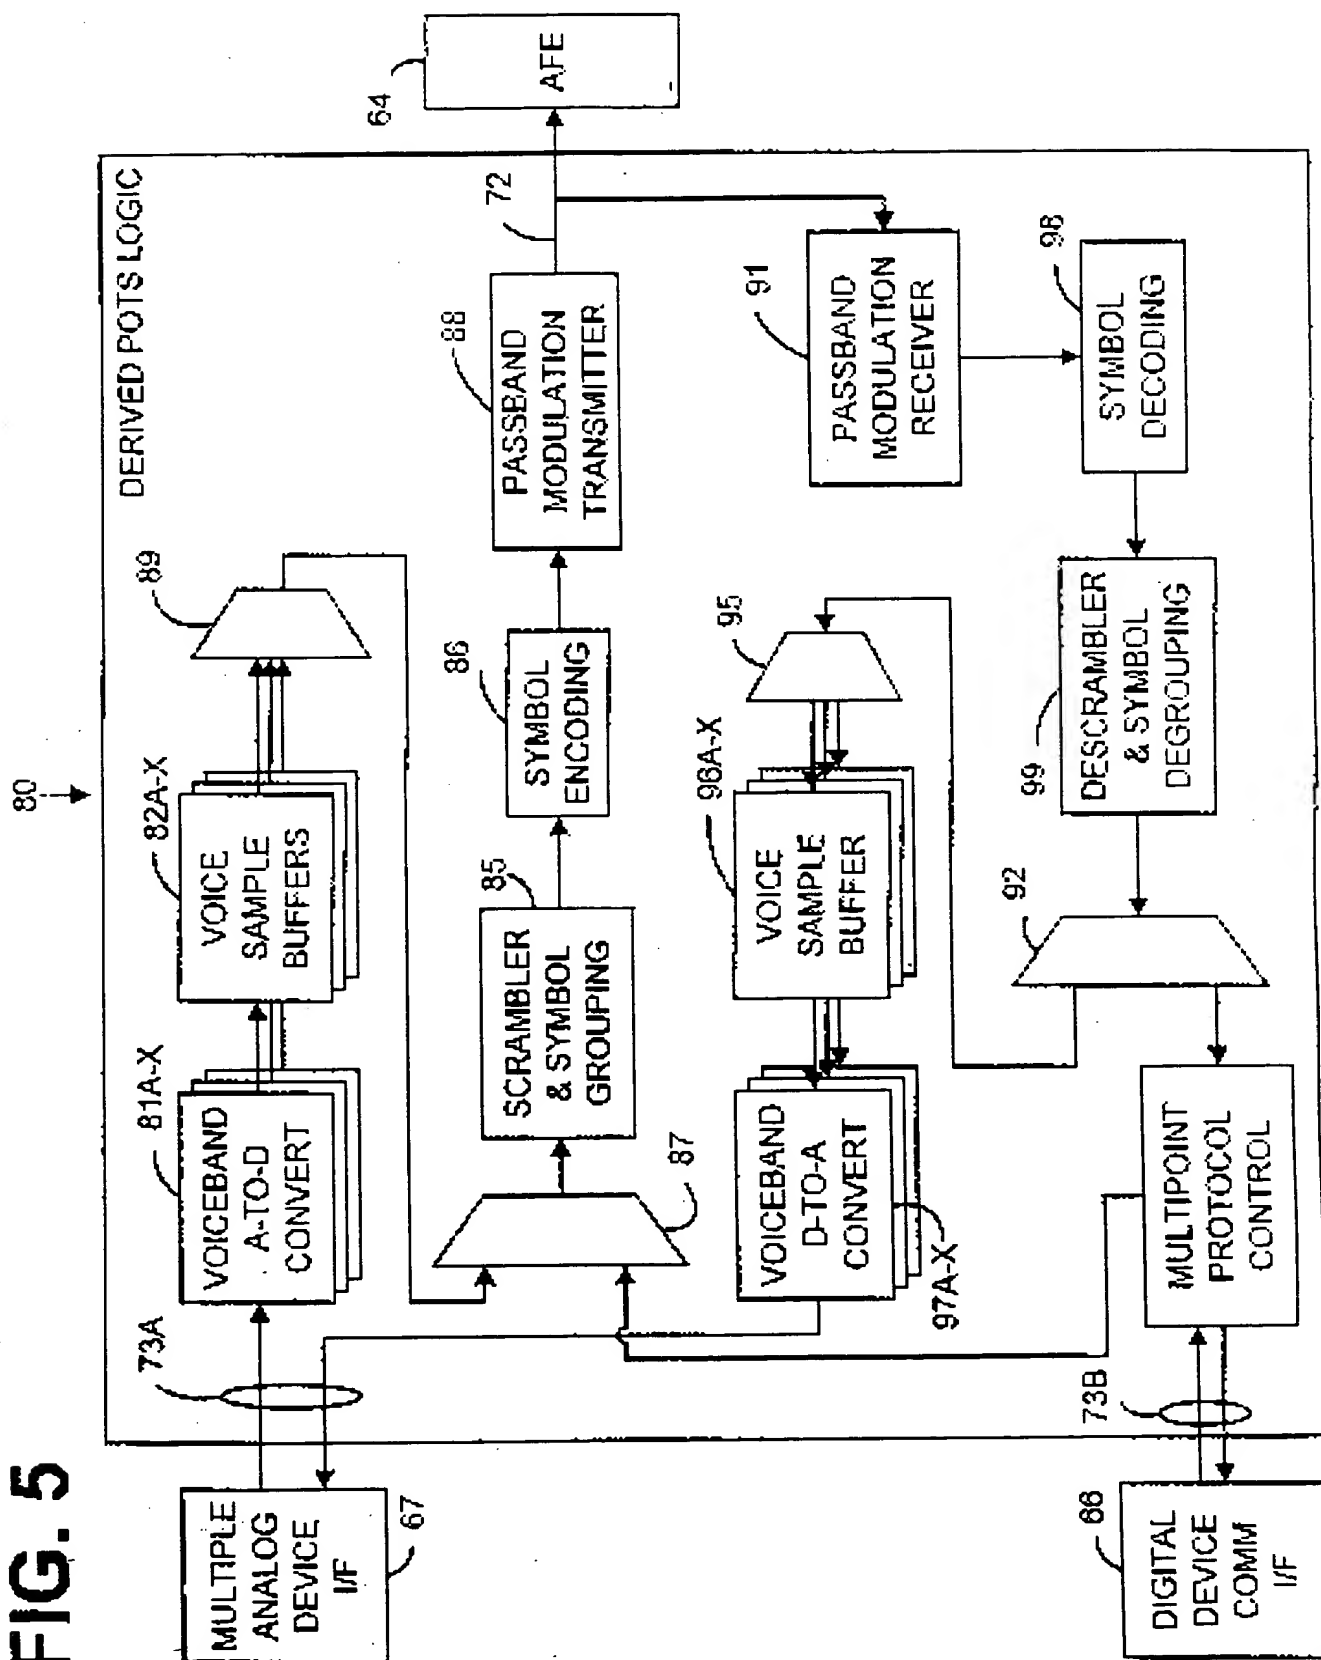 FIG. 5
80
DERIVED POTS LOGIC
MULTIPLE
ANALOG
DEVICE
I/F
67
73A
81A-X
VOICEBAND
A-TO-D
CONVERT
82A-X
VOICE
SAMPLE
BUFFERS
89
87
85
SCRAMBLER
& SYMBOL
GROUPING
86
SYMBOL
ENCODING
88
PASSBAND
MODULATION
TRANSMITTER
72
64
AFE
91
PASSBAND
MODULATION
RECEIVER
98
SYMBOL
DECODING
99
DESCRAMBLER
& SYMBOL
DEGROUPING
92
95
96A-X
VOICE
SAMPLE
BUFFER
VOICEBAND
D-TO-A
CONVERT
97A-X
MULTIPOINT
PROTOCOL
CONTROL
73B
66
DIGITAL
DEVICE
COMM
I/F